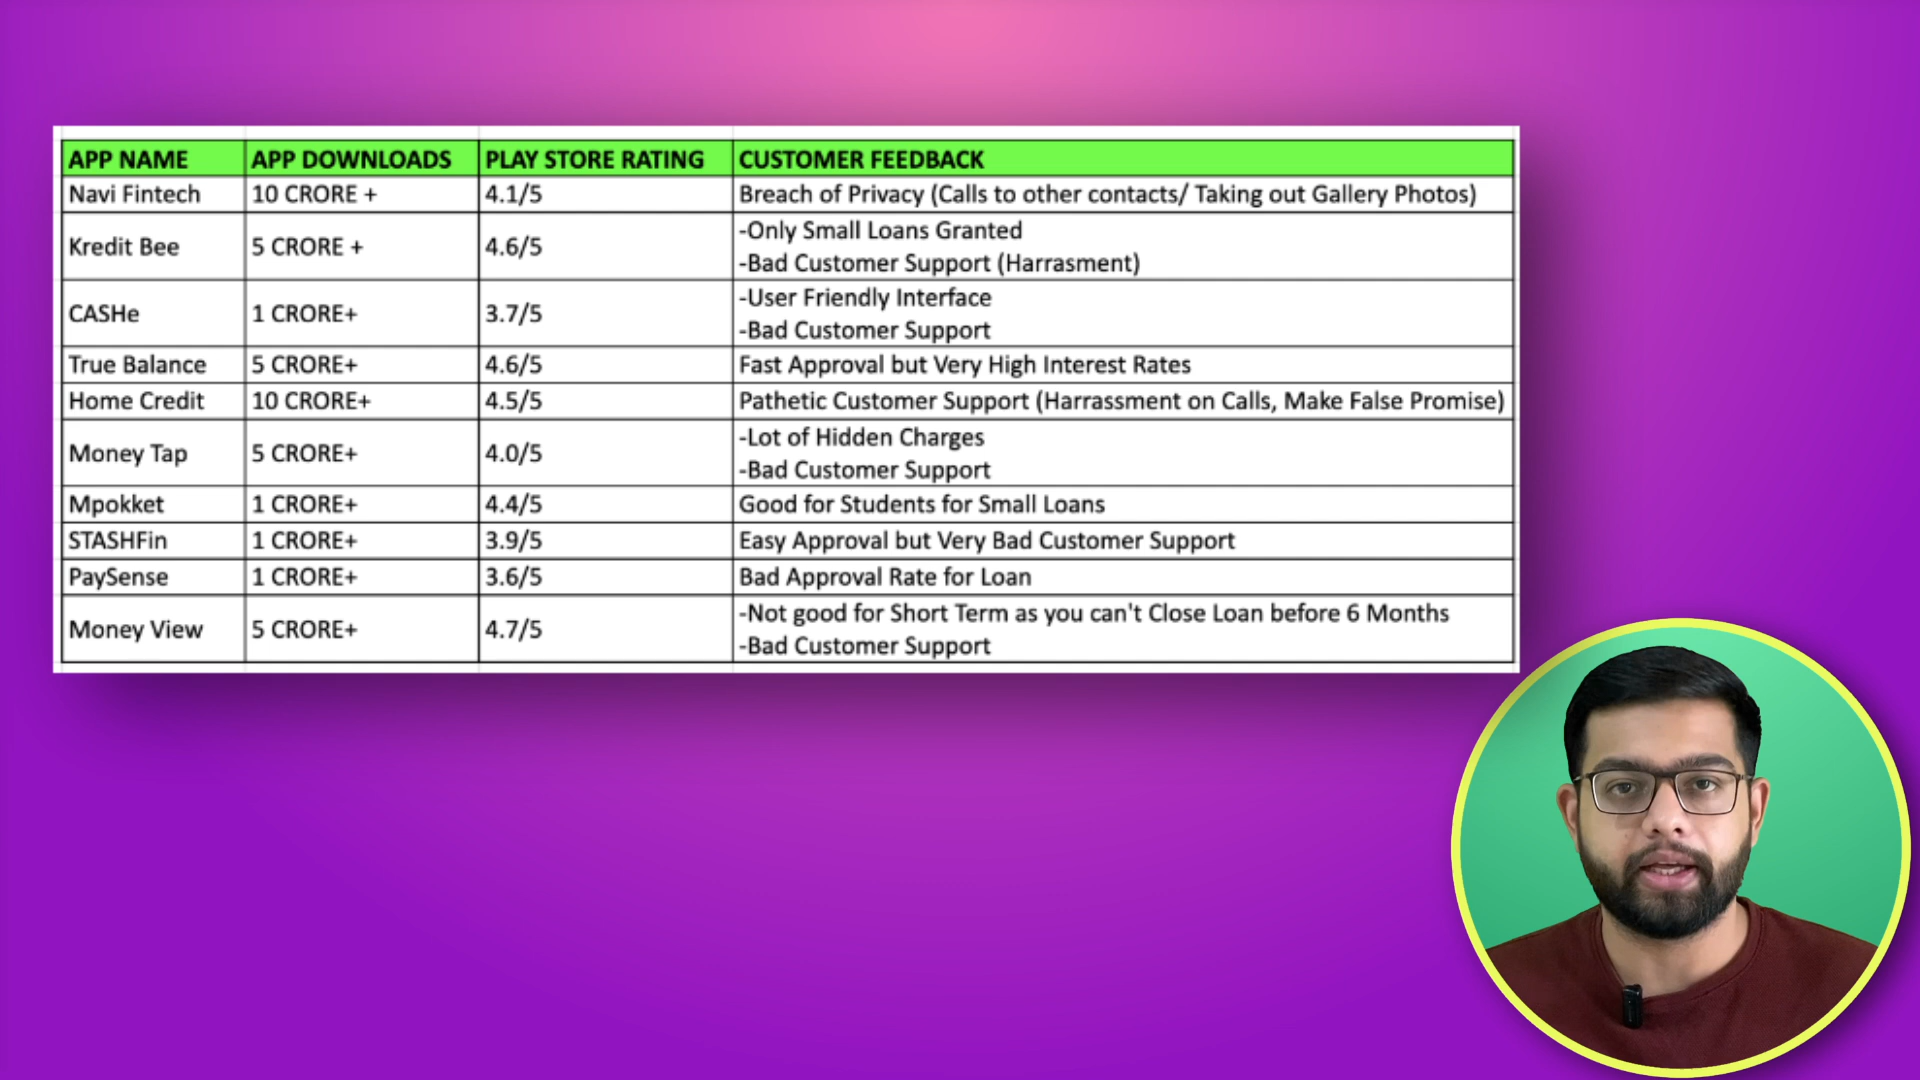 APP NAME APP DOWNLOADS PLAY STORE RATING CUSTOMER FEEDBACK
Navi Fintech 10 CRORE + 4.1/5 Breach of Privacy (Calls to other contacts/ Taking out Gallery Photos)
Kredit Bee 5 CRORE + 4.6/5 -Only Small Loans Granted
-Bad Customer Support (Harrasment)
CASHe 1 CRORE+ 3.7/5 -User Friendly Interface
-Bad Customer Support
True Balance 5 CRORE+ 4.6/5 Fast Approval but Very High Interest Rates
Home Credit 10 CRORE+ 4.5/5 Pathetic Customer Support (Harrassment on Calls, Make False Promise)
Money Tap 5 CRORE+ 4.0/5 -Lot of Hidden Charges
-Bad Customer Support
Mpokket 1 CRORE+ 4.4/5 Good for Students for Small Loans
STASHFin 1 CRORE+ 3.9/5 Easy Approval but Very Bad Customer Support
PaySense 1 CRORE+ 3.6/5 Bad Approval Rate for Loan
Money View 5 CRORE+ 4.7/5 -Not good for Short Term as you can't Close Loan before 6 Months
-Bad Customer Support